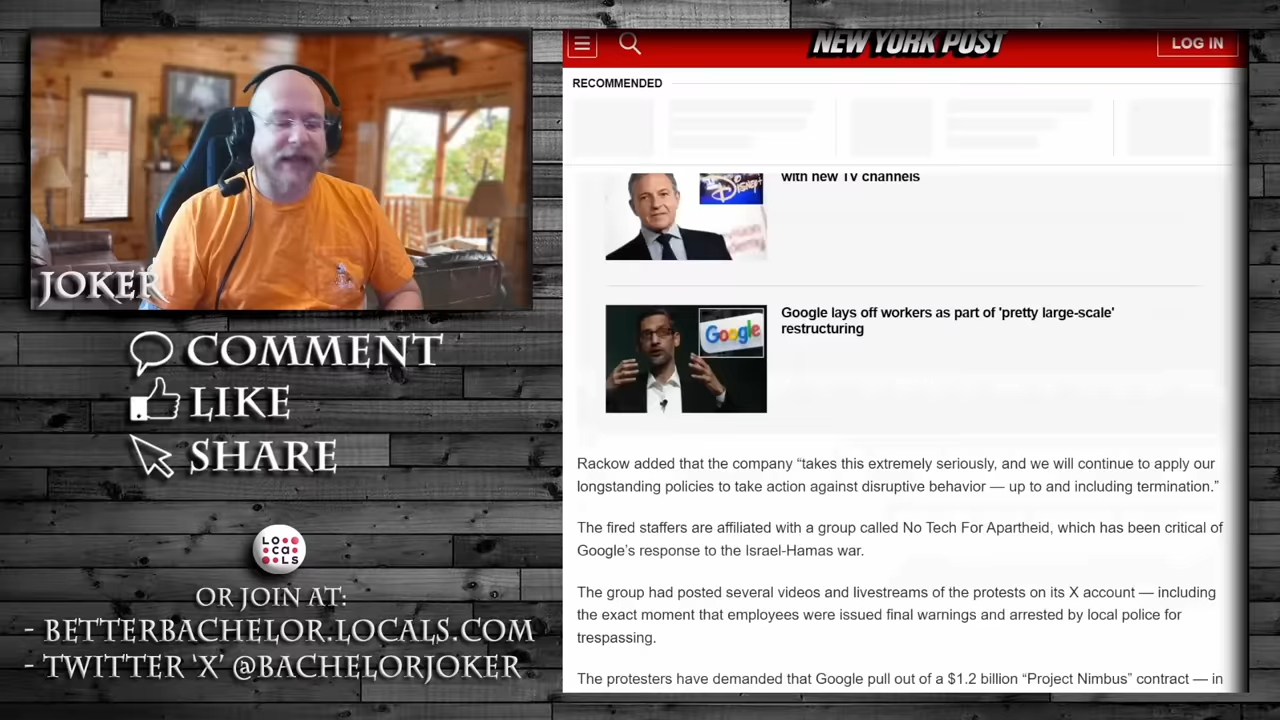 JOKER
COMMENT
LIKE
SHARE
LOCALS
OR JOIN AT:
- BETTERBACHELOR.LOCALS.COM
- TWITTER 'X' @BACHELORJOKER
NEW YORK POST
LOG IN
RECOMMENDED
DISNEY
with new TV channels
Google
Google lays off workers as part of 'pretty large-scale'
restructuring
Rackow added that the company “takes this extremely seriously, and we will continue to apply our
longstanding policies to take action against disruptive behavior — up to and including termination.”
The fired staffers are affiliated with a group called No Tech For Apartheid, which has been critical of
Google’s response to the Israel-Hamas war.
The group had posted several videos and livestreams of the protests on its X account — including
the exact moment that employees were issued final warnings and arrested by local police for
trespassing.
The protesters have demanded that Google pull out of a $1.2 billion “Project Nimbus” contract — in